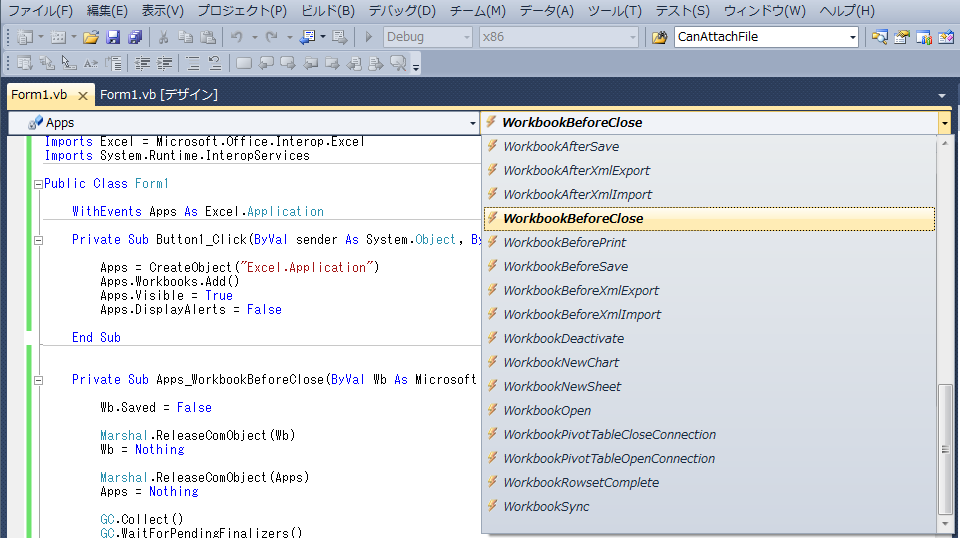 ファイル(F) 編集(E) 表示(V) プロジェクト(P) ビルド(B) デバッグ(D) チーム(M) データ(A) ツール(T) テスト(S) ウィンドウ(W) ヘルプ(H)
Debug x86 CanAttachFile
Form1.vb Form1.vb [デザイン]
Apps WorkbookBeforeClose
Imports Excel = Microsoft.Office.Interop.Excel
Imports System.Runtime.InteropServices
Public Class Form1
WithEvents Apps As Excel.Application
Private Sub Button1_Click(ByVal sender As System.Object, By
Apps = CreateObject("Excel.Application")
Apps.Workbooks.Add()
Apps.Visible = True
Apps.DisplayAlerts = False
End Sub
Private Sub Apps_WorkbookBeforeClose(ByVal Wb As Microsoft
Wb.Saved = False
Marshal.ReleaseComObject(Wb)
Wb = Nothing
Marshal.ReleaseComObject(Apps)
Apps = Nothing
GC.Collect()
GC.WaitForPendingFinalizers()
WorkbookAfterSave
WorkbookAfterXmlExport
WorkbookAfterXmlImport
WorkbookBeforeClose
WorkbookBeforePrint
WorkbookBeforeSave
WorkbookBeforeXmlExport
WorkbookBeforeXmlImport
WorkbookDeactivate
WorkbookNewChart
WorkbookNewSheet
WorkbookOpen
WorkbookPivotTableCloseConnection
WorkbookPivotTableOpenConnection
WorkbookRowsetComplete
WorkbookSync